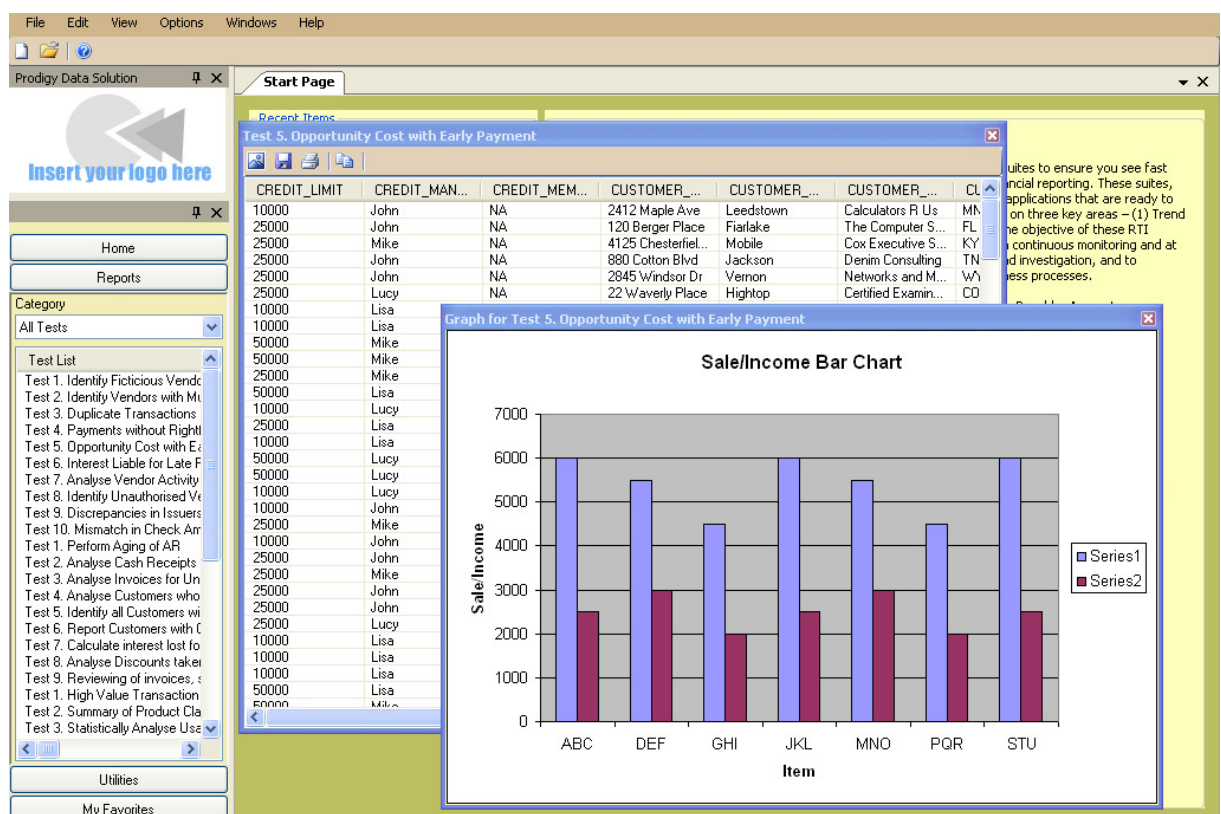 File Edit View Options Windows Help
Prodigy Data Solution
Insert your logo here
Home
Reports
Category
All Tests
Test List
Test 1. Identify Ficticious Vendc
Test 2. Identify Vendors with Mu
Test 3. Duplicate Transactions
Test 4. Payments without Rightl
Test 5. Opportunity Cost with Ea
Test 6. Interest Liable for Late F
Test 7. Analyse Vendor Activity
Test 8. Identify Unauthorised Ve
Test 9. Discrepancies in Issuers
Test 10. Mismatch in Check Am
Test 1. Perform Aging of AR
Test 2. Analyse Cash Receipts
Test 3. Analyse Invoices for Un
Test 4. Analyse Customers who
Test 5. Identify all Customers wi
Test 6. Report Customers with C
Test 7. Calculate interest lost fo
Test 8. Analyse Discounts taken
Test 9. Reviewing of invoices, s
Test 1. High Value Transaction
Test 2. Summary of Product Cla
Test 3. Statistically Analyse Usa
Utilities
My Favorites
Start Page
Recent Items
Test 5. Opportunity Cost with Early Payment
CREDIT_LIMIT CREDIT_MAN... CREDIT_MEM... CUSTOMER_... CUSTOMER_... CUSTOMER_... CU
10000 John NA 2412 Maple Ave Leedstown Calculators R Us MN
25000 John NA 120 Berger Place Fiarlake The Computer S... FL
25000 Mike NA 4125 Chesterfiel... Mobile Cox Executive S... KY
25000 John NA 880 Cotton Blvd Jackson Denim Consulting TN
25000 John NA 2845 Windsor Dr Vernon Networks and M... WY
25000 Lucy NA 22 Waverly Place Hightop Certified Examin... CO
10000 Lisa
10000 Lisa
50000 Mike
50000 Mike
25000 Mike
50000 Lisa
10000 Lucy
25000 Lisa
10000 Lisa
50000 Lucy
50000 Lucy
10000 Lucy
10000 John
25000 Mike
10000 John
25000 John
25000 Mike
25000 John
25000 John
25000 Lucy
10000 Lisa
10000 Lisa
10000 Lisa
50000 Lisa
50000 Mike
uites to ensure you see fast
ncial reporting. These suites,
applications that are ready to
on three key areas – (1) Trend
he objective of these RTI
continuous monitoring and at
nd investigation, and to
ness processes.
Graph for Test 5. Opportunity Cost with Early Payment
Sale/Income Bar Chart
7000
6000
5000
4000
3000
2000
1000
0
Sale/Income
ABC DEF GHI JKL MNO PQR STU
Item
Series1
Series2